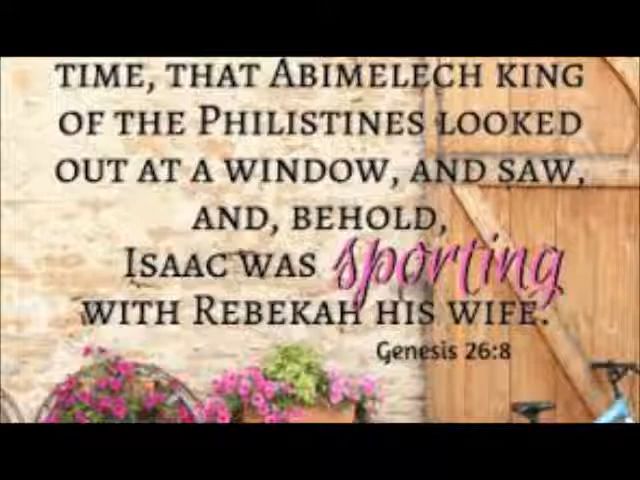 TIME, THAT ABIMELECH KING
OF THE PHILISTINES LOOKED
OUT AT A WINDOW, AND SAW,
AND, BEHOLD,
ISAAC WAS sporting
WITH REBEKAH HIS WIFE.
Genesis 26:8